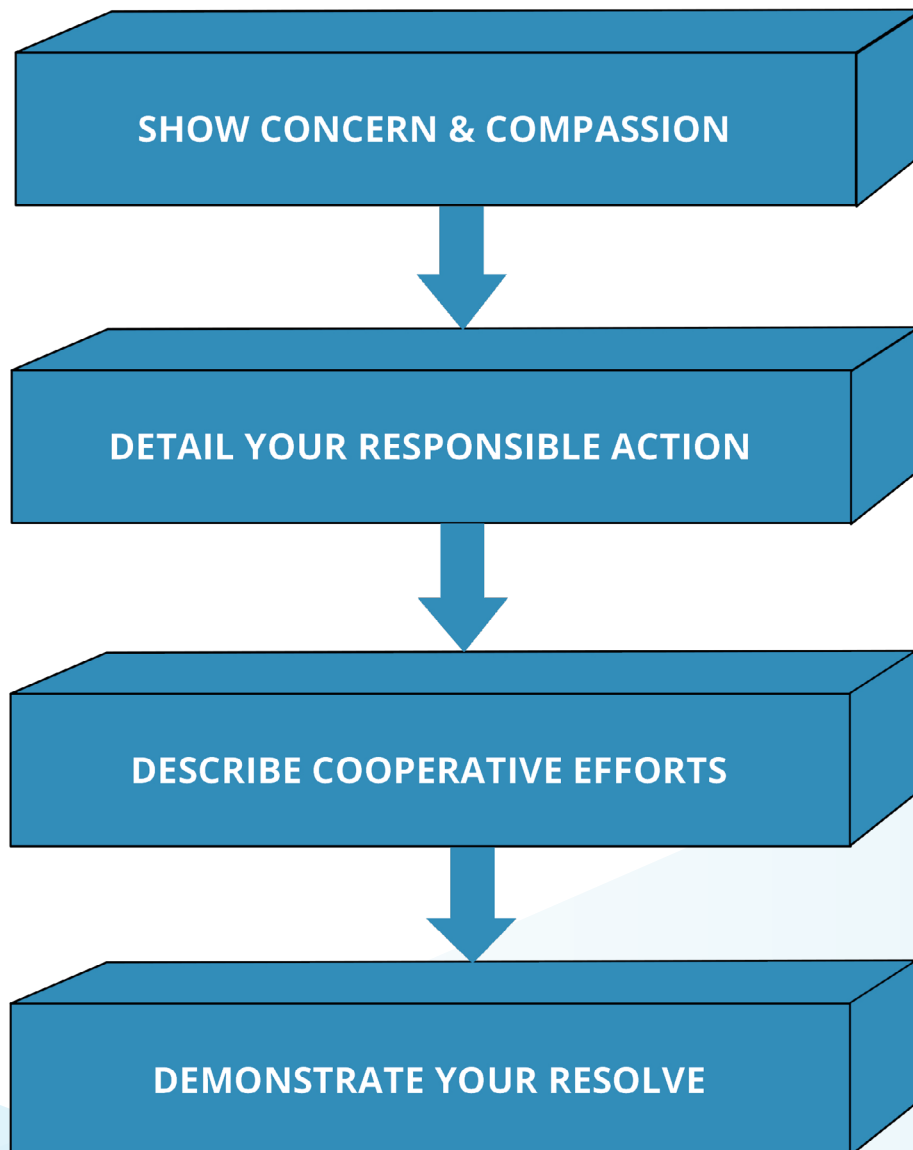 SHOW CONCERN & COMPASSION
DETAIL YOUR RESPONSIBLE ACTION
DESCRIBE COOPERATIVE EFFORTS
DEMONSTRATE YOUR RESOLVE